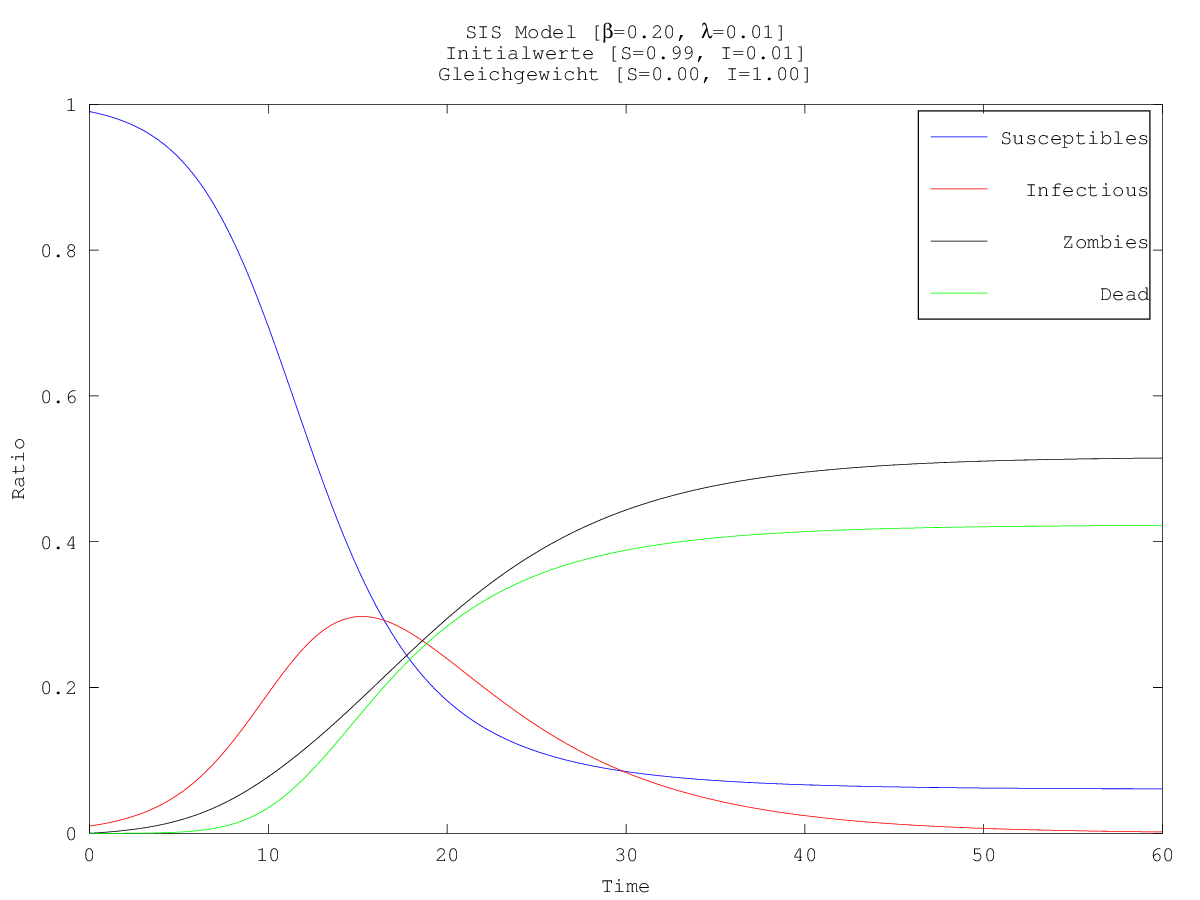 SIS Model [β=0.20, λ=0.01]
Initialwerte [S=0.99, I=0.01]
Gleichgewicht [S=0.00, I=1.00]
1
0.8
0.6
0.4
0.2
0
Ratio
Susceptibles
Infectious
Zombies
Dead
0 10 20 30 40 50 60
Time